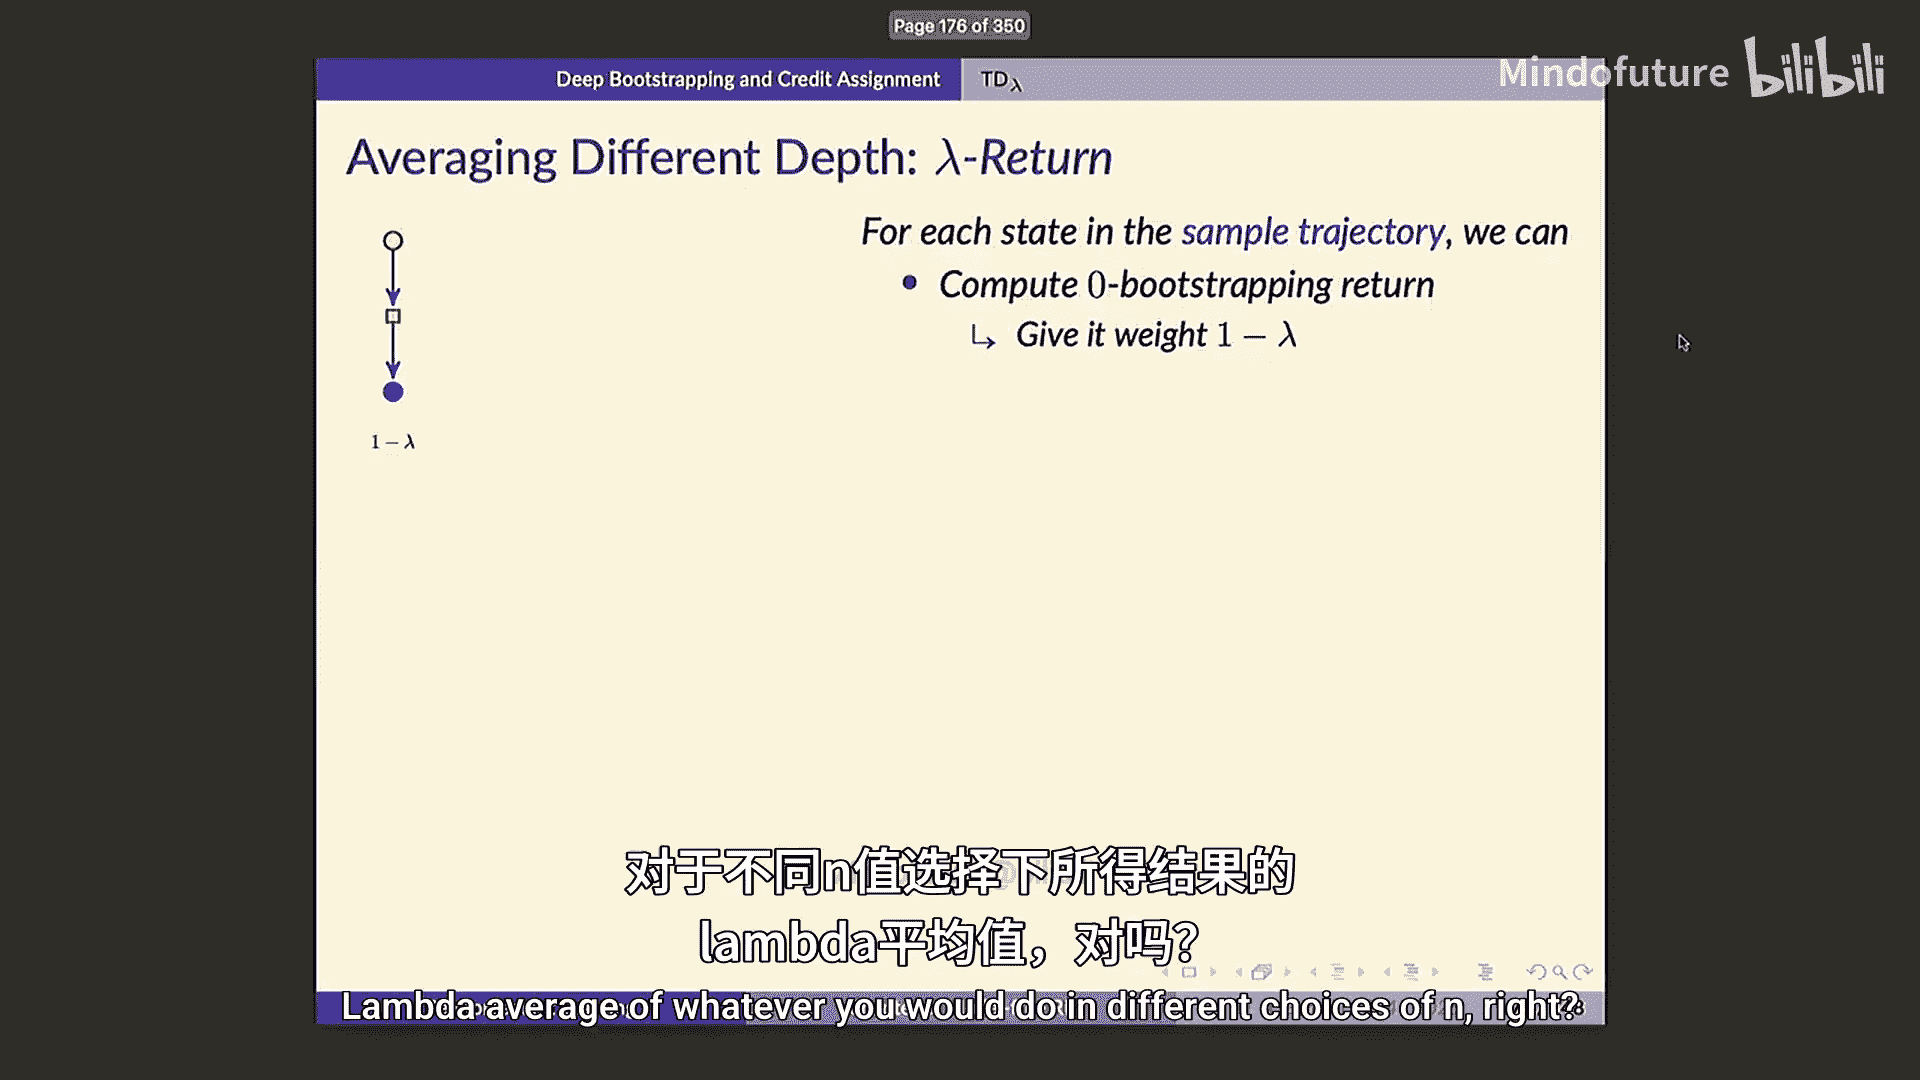 Page 176 of 350
Mindofuture bilibili
Deep Bootstrapping and Credit Assignment TDλ
Averaging Different Depth: λ-Return
For each state in the sample trajectory, we can
• Compute 0-bootstrapping return
↳ Give it weight 1 − λ
1 − λ
对于不同n值选择下所得结果的
lambda平均值，对吗？
Lambda average of whatever you would do in different choices of n, right?